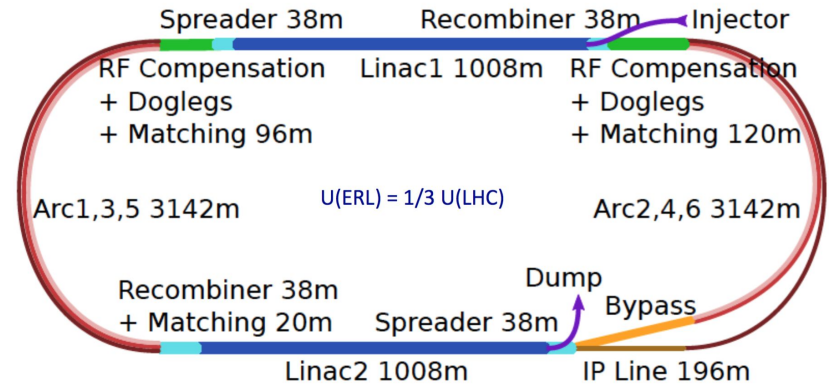 Spreader 38m
Recombiner 38m
Injector
RF Compensation
+ Doglegs
+ Matching 96m
Linac1 1008m
RF Compensation
+ Doglegs
+ Matching 120m
Arc1,3,5 3142m
U(ERL) = 1/3 U(LHC)
Arc2,4,6 3142m
Recombiner 38m
+ Matching 20m
Spreader 38m
Dump
Bypass
Linac2 1008m
IP Line 196m